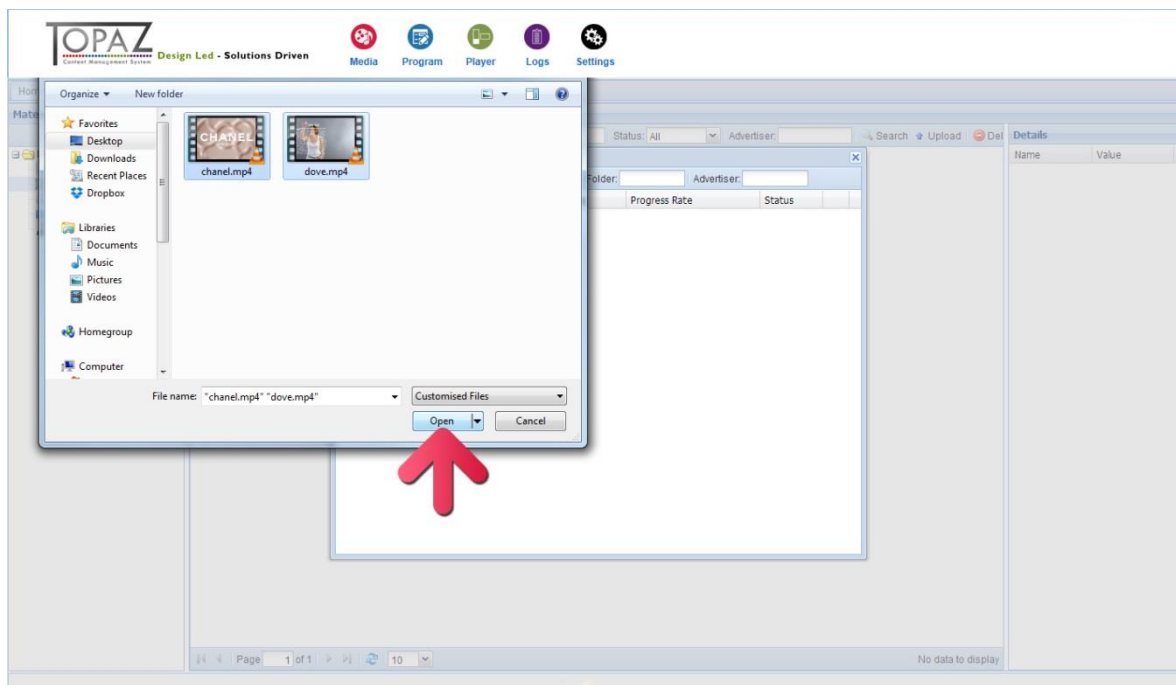 TOPAZ
Content Management System
Design Led - Solutions Driven
Media
Program
Player
Logs
Settings
Organize
New folder
Favorites
Desktop
Downloads
Recent Places
Dropbox
Libraries
Documents
Music
Pictures
Videos
Homegroup
Computer
CHANEL
chanel.mp4
dove.mp4
File name: "chanel.mp4" "dove.mp4"
Customised Files
Open
Cancel
Status: All
Advertiser:
Search
Upload
Del
Details
Name
Value
Folder:
Advertiser:
Progress Rate
Status
Page 1 of 1
10
No data to display